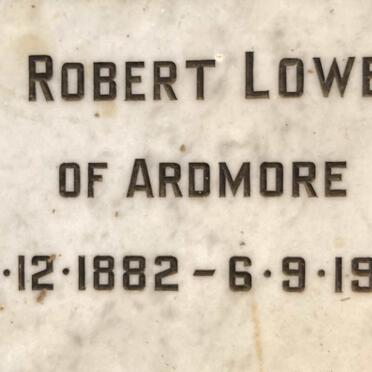 ROBERT LOWE
OF ARDMORE
·12·1882 – 6·9·19